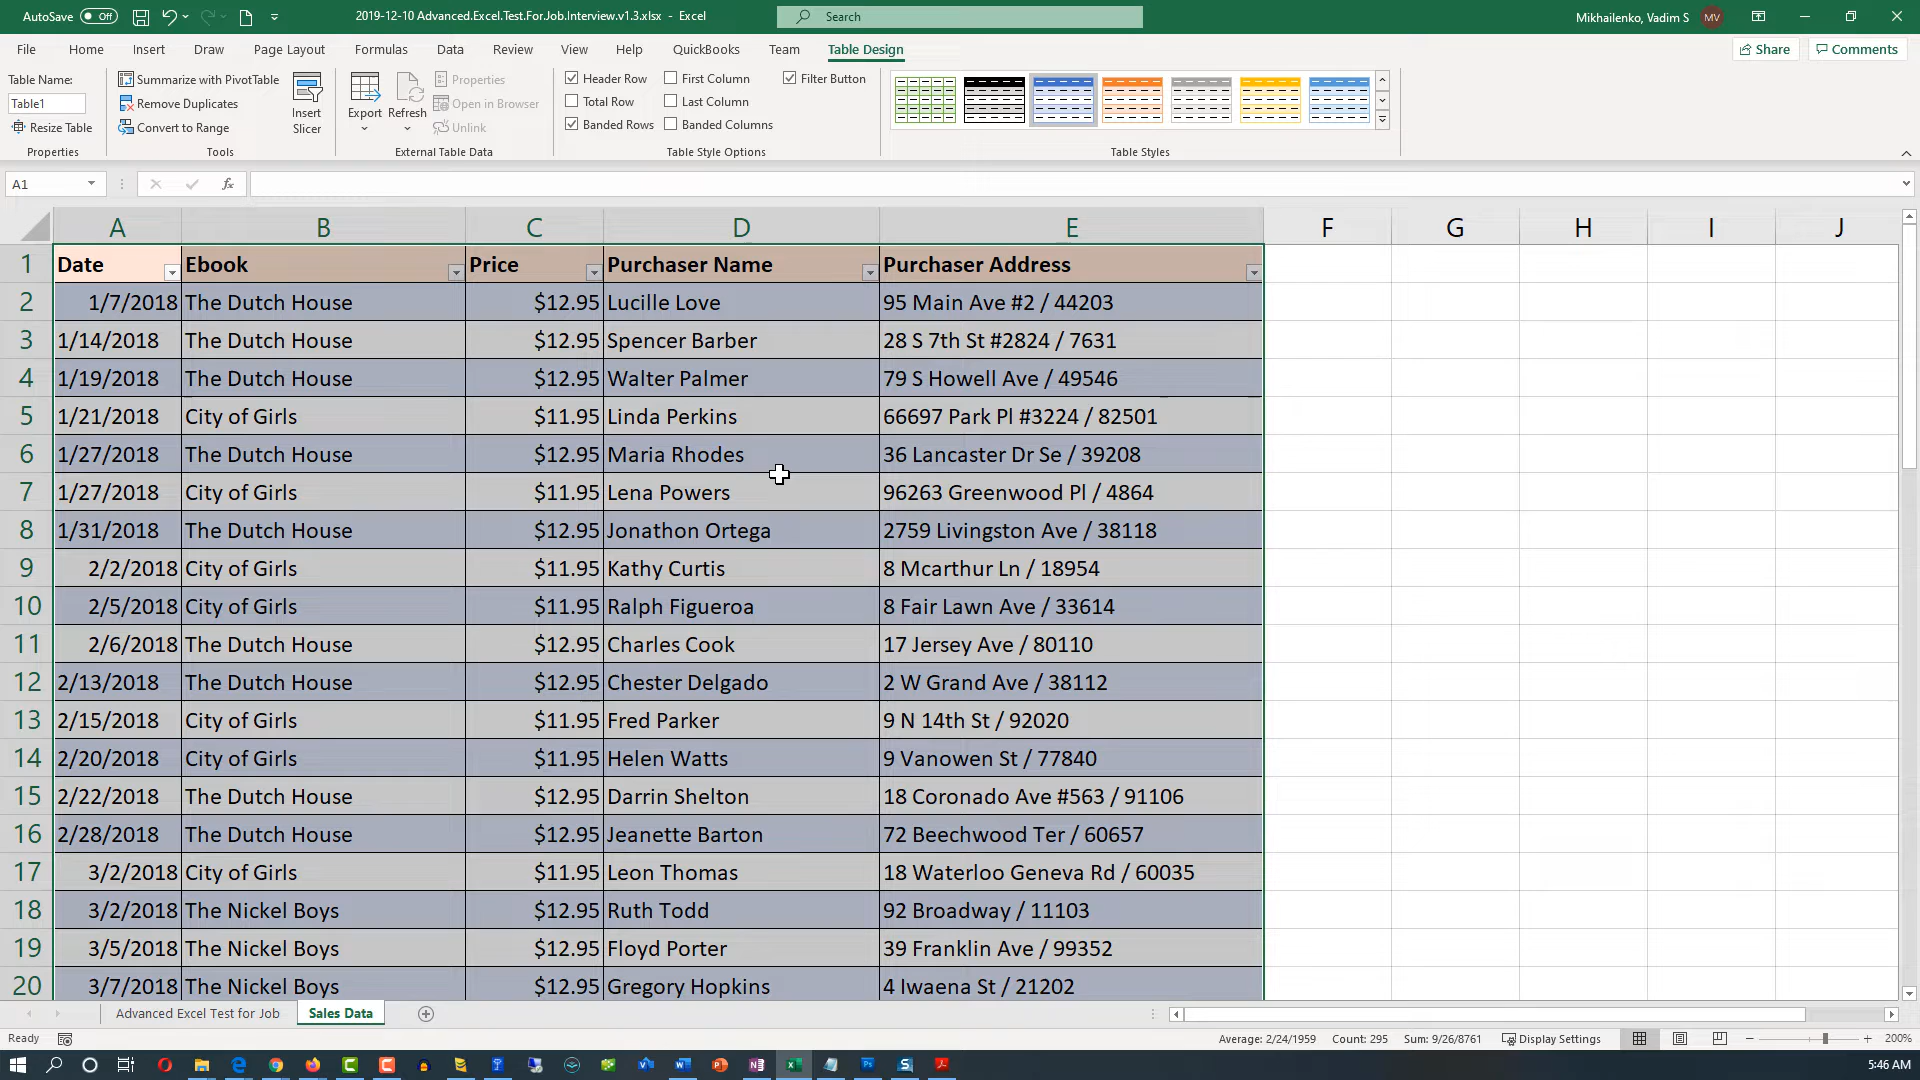 AutoSave Off 2019-12-10 Advanced.Excel.Test.For.Job.Interview.v1.3.xlsx - Excel Search Mikhailenko, Vadim S MV
File Home Insert Draw Page Layout Formulas Data Review View Help QuickBooks Team Table Design Share Comments
Table Name: Summarize with PivotTable Properties Header Row First Column Filter Button
Table1 Remove Duplicates Insert Slicer Export Refresh Open in Browser Total Row Last Column
Resize Table Convert to Range Unlink Banded Rows Banded Columns
Properties Tools External Table Data Table Style Options Table Styles
A1 fx
A B C D E F G H I J
1 Date Ebook Price Purchaser Name Purchaser Address
2 1/7/2018 The Dutch House $12.95 Lucille Love 95 Main Ave #2 / 44203
3 1/14/2018 The Dutch House $12.95 Spencer Barber 28 S 7th St #2824 / 7631
4 1/19/2018 The Dutch House $12.95 Walter Palmer 79 S Howell Ave / 49546
5 1/21/2018 City of Girls $11.95 Linda Perkins 66697 Park Pl #3224 / 82501
6 1/27/2018 The Dutch House $12.95 Maria Rhodes 36 Lancaster Dr Se / 39208
7 1/27/2018 City of Girls $11.95 Lena Powers 96263 Greenwood Pl / 4864
8 1/31/2018 The Dutch House $12.95 Jonathon Ortega 2759 Livingston Ave / 38118
9 2/2/2018 City of Girls $11.95 Kathy Curtis 8 Mcarthur Ln / 18954
10 2/5/2018 City of Girls $11.95 Ralph Figueroa 8 Fair Lawn Ave / 33614
11 2/6/2018 The Dutch House $12.95 Charles Cook 17 Jersey Ave / 80110
12 2/13/2018 The Dutch House $12.95 Chester Delgado 2 W Grand Ave / 38112
13 2/15/2018 City of Girls $11.95 Fred Parker 9 N 14th St / 92020
14 2/20/2018 City of Girls $11.95 Helen Watts 9 Vanowen St / 77840
15 2/22/2018 The Dutch House $12.95 Darrin Shelton 18 Coronado Ave #563 / 91106
16 2/28/2018 The Dutch House $12.95 Jeanette Barton 72 Beechwood Ter / 60657
17 3/2/2018 City of Girls $11.95 Leon Thomas 18 Waterloo Geneva Rd / 60035
18 3/2/2018 The Nickel Boys $12.95 Ruth Todd 92 Broadway / 11103
19 3/5/2018 The Nickel Boys $12.95 Floyd Porter 39 Franklin Ave / 99352
20 3/7/2018 The Nickel Boys $12.95 Gregory Hopkins 4 Iwaena St / 21202
Advanced Excel Test for Job Sales Data
Ready Average: 2/24/1959 Count: 295 Sum: 9/26/8761 Display Settings 200%
5:46 AM